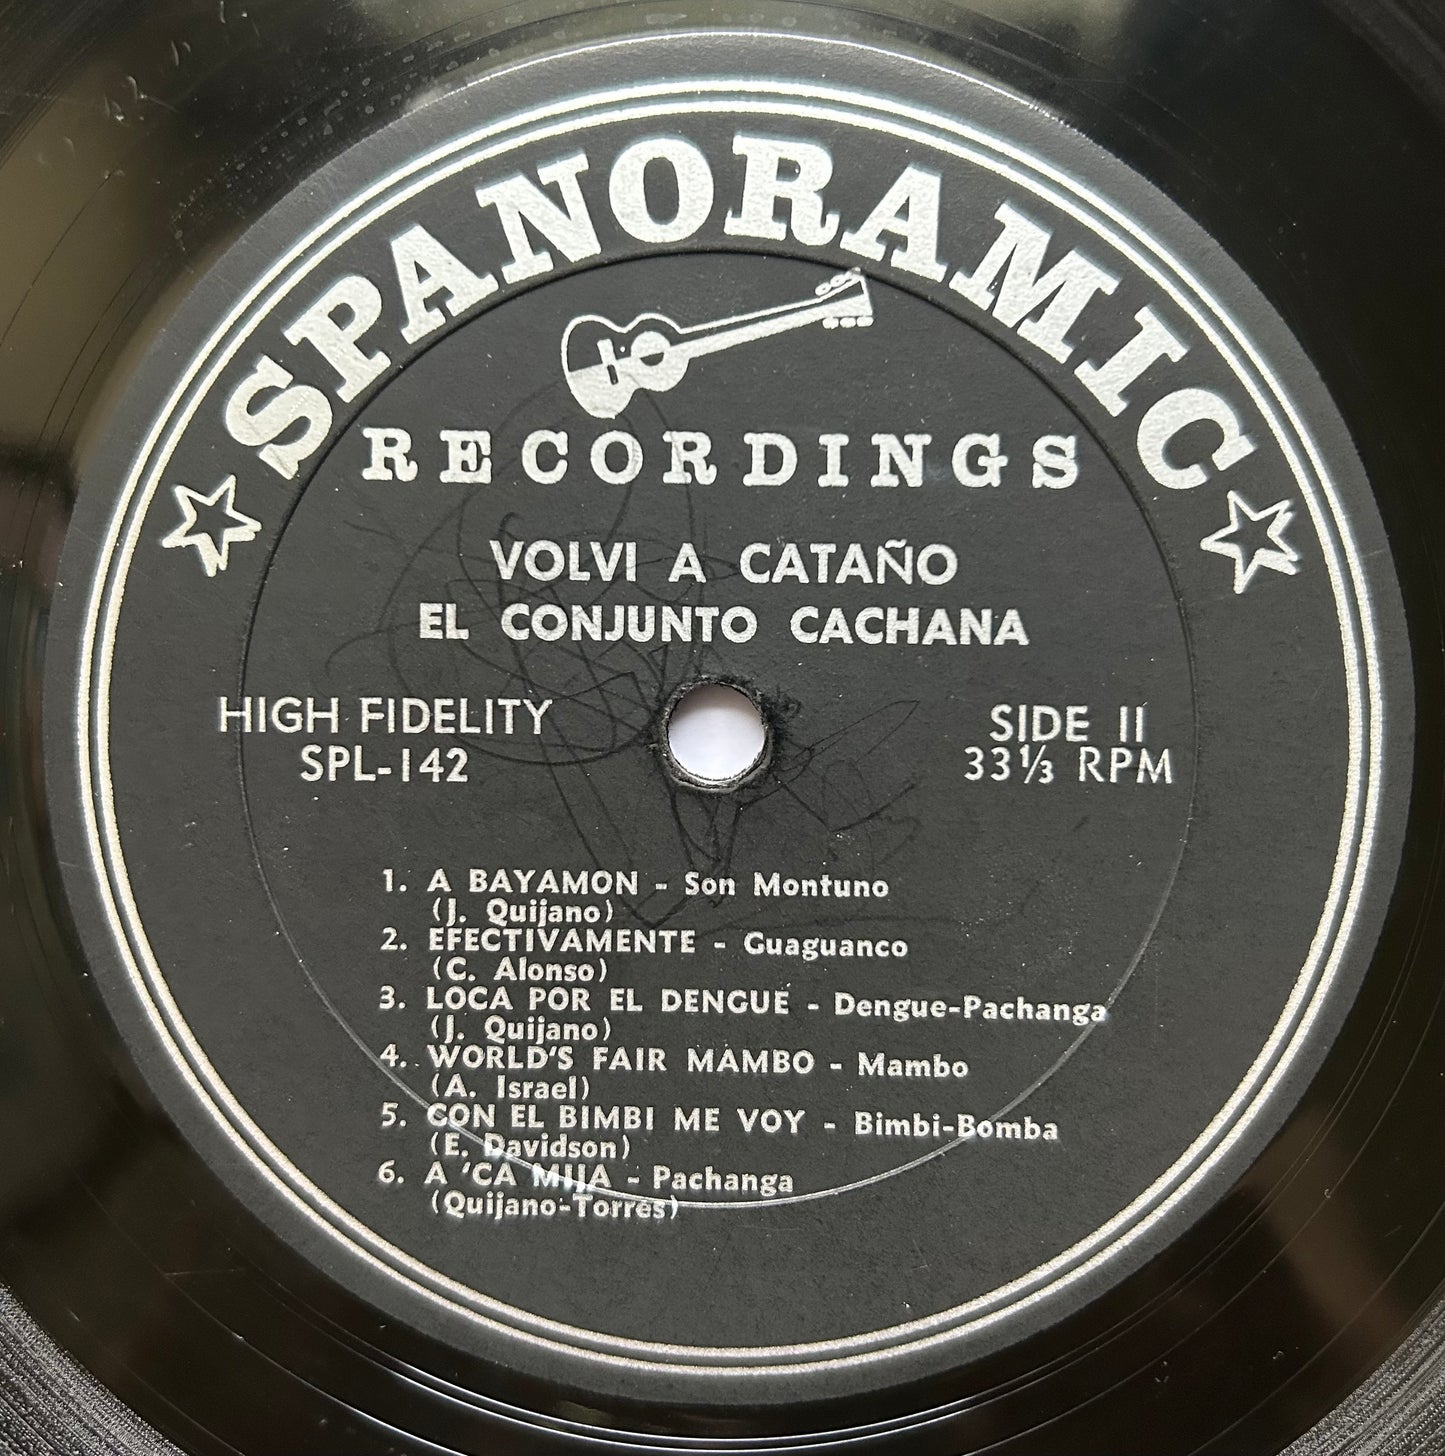 SPANORAMIC
RECORDINGS
VOLVI A CATAÑO
EL CONJUNTO CACHANA
HIGH FIDELITY
SPL-142
SIDE II
33⅓ RPM
1. A BAYAMON - Son Montuno
(J. Quijano)
2. EFECTIVAMENTE - Guaguanco
(C. Alonso)
3. LOCA POR EL DENGUE - Dengue-Pachanga
(J. Quijano)
4. WORLD'S FAIR MAMBO - Mambo
(A. Israel)
5. CON EL BIMBI ME VOY - Bimbi-Bomba
(E. Davidson)
6. A 'CA MIJA - Pachanga
(Quijano-Torres)